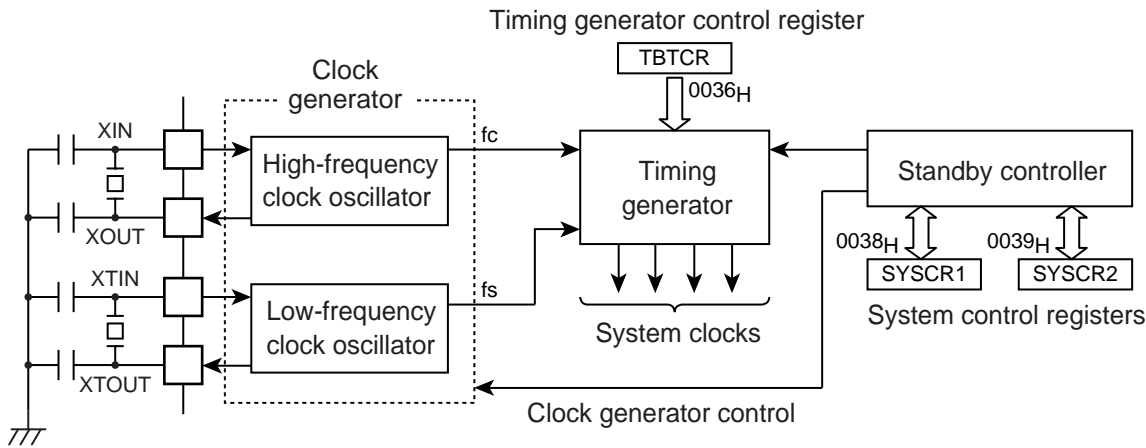 Timing generator control register
TBTCR
0036H
Clock
generator
XIN
High-frequency
clock oscillator
fc
Timing
generator
Standby controller
XOUT
0038H
0039H
SYSCR1
SYSCR2
System control registers
XTIN
Low-frequency
clock oscillator
fs
System clocks
XTOUT
Clock generator control